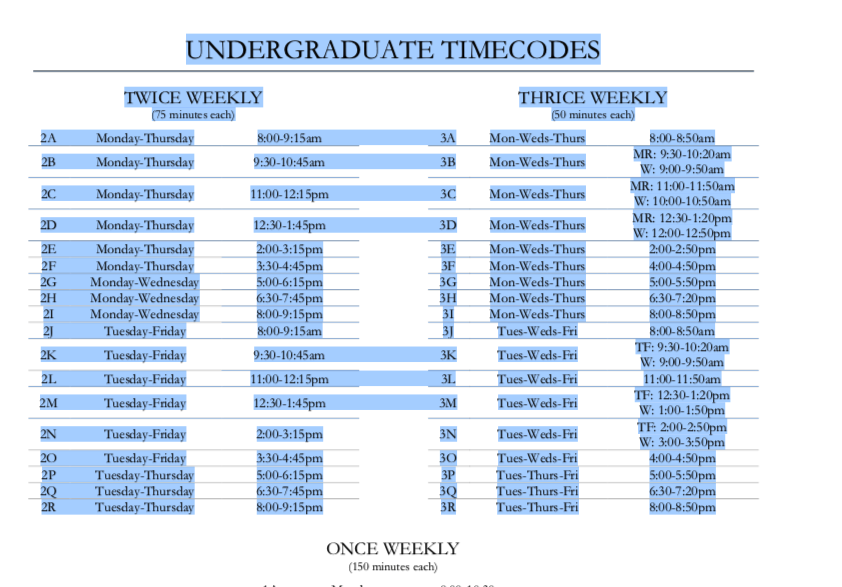 UNDERGRADUATE TIMECODES
TWICE WEEKLY
(75 minutes each)
2A Monday-Thursday 8:00-9:15am
2B Monday-Thursday 9:30-10:45am
2C Monday-Thursday 11:00-12:15pm
2D Monday-Thursday 12:30-1:45pm
2E Monday-Thursday 2:00-3:15pm
2F Monday-Thursday 3:30-4:45pm
2G Monday-Wednesday 5:00-6:15pm
2H Monday-Wednesday 6:30-7:45pm
2I Monday-Wednesday 8:00-9:15pm
2J Tuesday-Friday 8:00-9:15am
2K Tuesday-Friday 9:30-10:45am
2L Tuesday-Friday 11:00-12:15pm
2M Tuesday-Friday 12:30-1:45pm
2N Tuesday-Friday 2:00-3:15pm
2O Tuesday-Friday 3:30-4:45pm
2P Tuesday-Thursday 5:00-6:15pm
2Q Tuesday-Thursday 6:30-7:45pm
2R Tuesday-Thursday 8:00-9:15pm
THRICE WEEKLY
(50 minutes each)
3A Mon-Weds-Thurs 8:00-8:50am
3B Mon-Weds-Thurs MR: 9:30-10:20am
W: 9:00-9:50am
3C Mon-Weds-Thurs MR: 11:00-11:50am
W: 10:00-10:50am
3D Mon-Weds-Thurs MR: 12:30-1:20pm
W: 12:00-12:50pm
3E Mon-Weds-Thurs 2:00-2:50pm
3F Mon-Weds-Thurs 4:00-4:50pm
3G Mon-Weds-Thurs 5:00-5:50pm
3H Mon-Weds-Thurs 6:30-7:20pm
3I Mon-Weds-Thurs 8:00-8:50pm
3J Tues-Weds-Fri 8:00-8:50am
3K Tues-Weds-Fri TF: 9:30-10:20am
W: 9:00-9:50am
3L Tues-Weds-Fri 11:00-11:50am
3M Tues-Weds-Fri TF: 12:30-1:20pm
W: 1:00-1:50pm
3N Tues-Weds-Fri TF: 2:00-2:50pm
W: 3:00-3:50pm
3O Tues-Weds-Fri 4:00-4:50pm
3P Tues-Thurs-Fri 5:00-5:50pm
3Q Tues-Thurs-Fri 6:30-7:20pm
3R Tues-Thurs-Fri 8:00-8:50pm
ONCE WEEKLY
(150 minutes each)